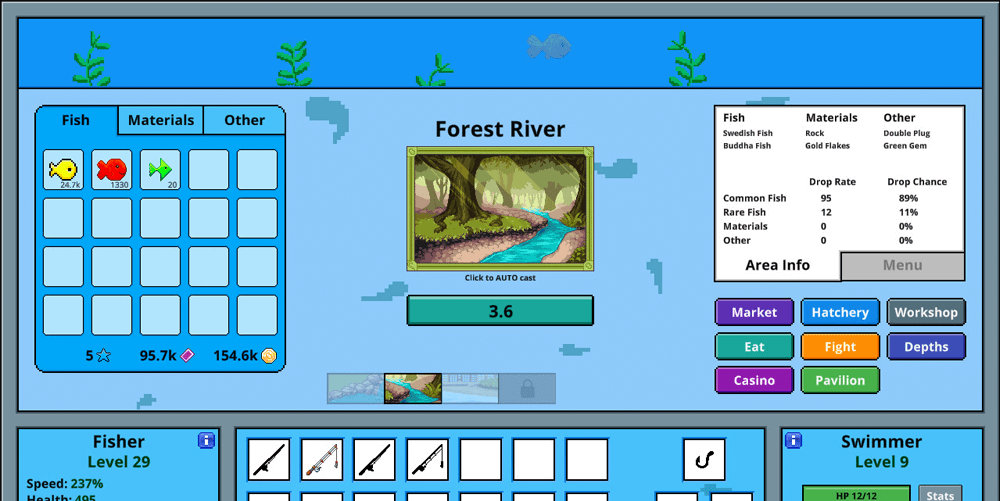 Fish Materials Other
24.7k 1330 20
5 95.7k 154.6k
Forest River
Click to AUTO cast
3.6
Fish Materials Other
Swedish Fish Rock Double Plug
Buddha Fish Gold Flakes Green Gem
Drop Rate Drop Chance
Common Fish 95 89%
Rare Fish 12 11%
Materials 0 0%
Other 0 0%
Area Info Menu
Market Hatchery Workshop
Eat Fight Depths
Casino Pavilion
Fisher
Level 29
Speed: 237%
Health: 495
Swimmer
Level 9
HP 12/12 Stats